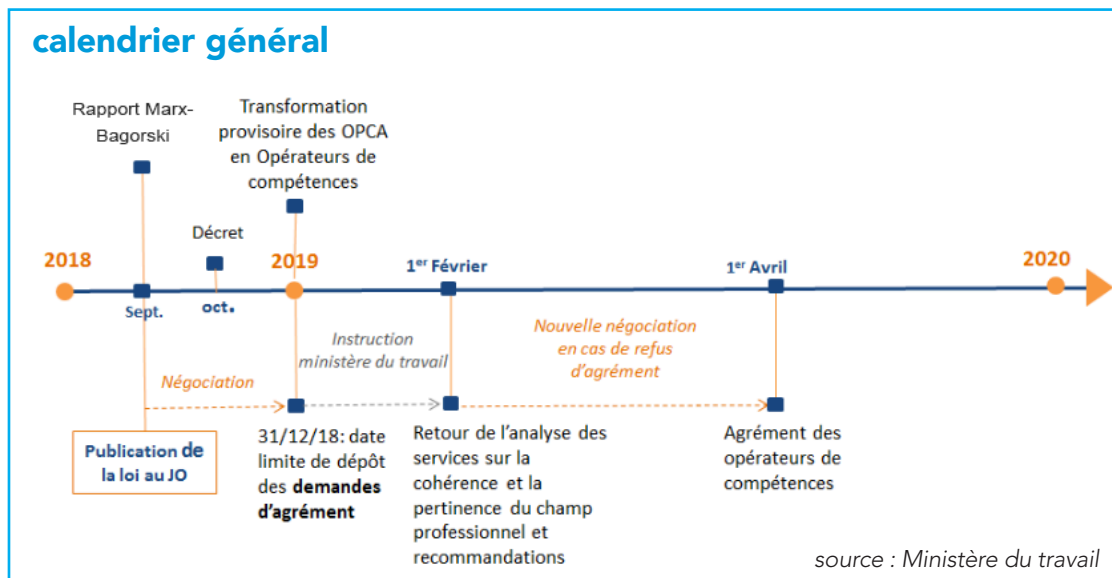 calendrier général
Rapport Marx-
Bagorski
Transformation
provisoire des OPCA
en Opérateurs de
compétences
Décret
2018
2019
1er Février
1er Avril
2020
Sept.
oct.
Négociation
Instruction
ministère du travail
Nouvelle négociation
en cas de refus
d'agrément
Publication de
la loi au JO
31/12/18: date
limite de dépôt
des demandes
d'agrément
Retour de l'analyse des
services sur la
cohérence et la
pertinence du champ
professionnel et
recommandations
Agrément des
opérateurs de
compétences
source : Ministère du travail